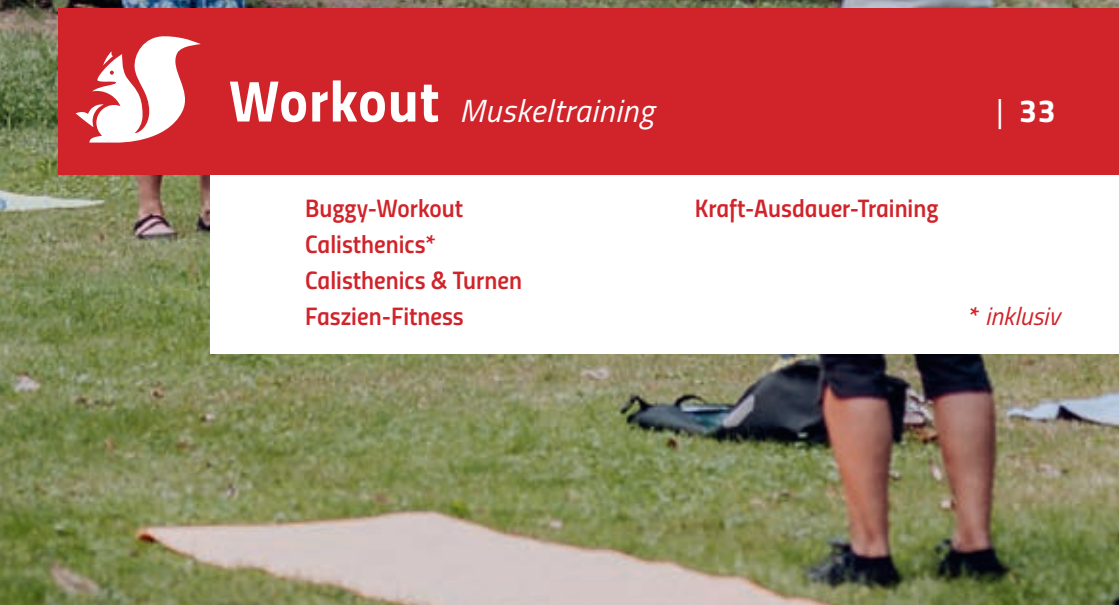 Workout Muskeltraining | 33
Buggy-Workout
Calisthenics*
Calisthenics & Turnen
Faszien-Fitness
Kraft-Ausdauer-Training
* inklusiv